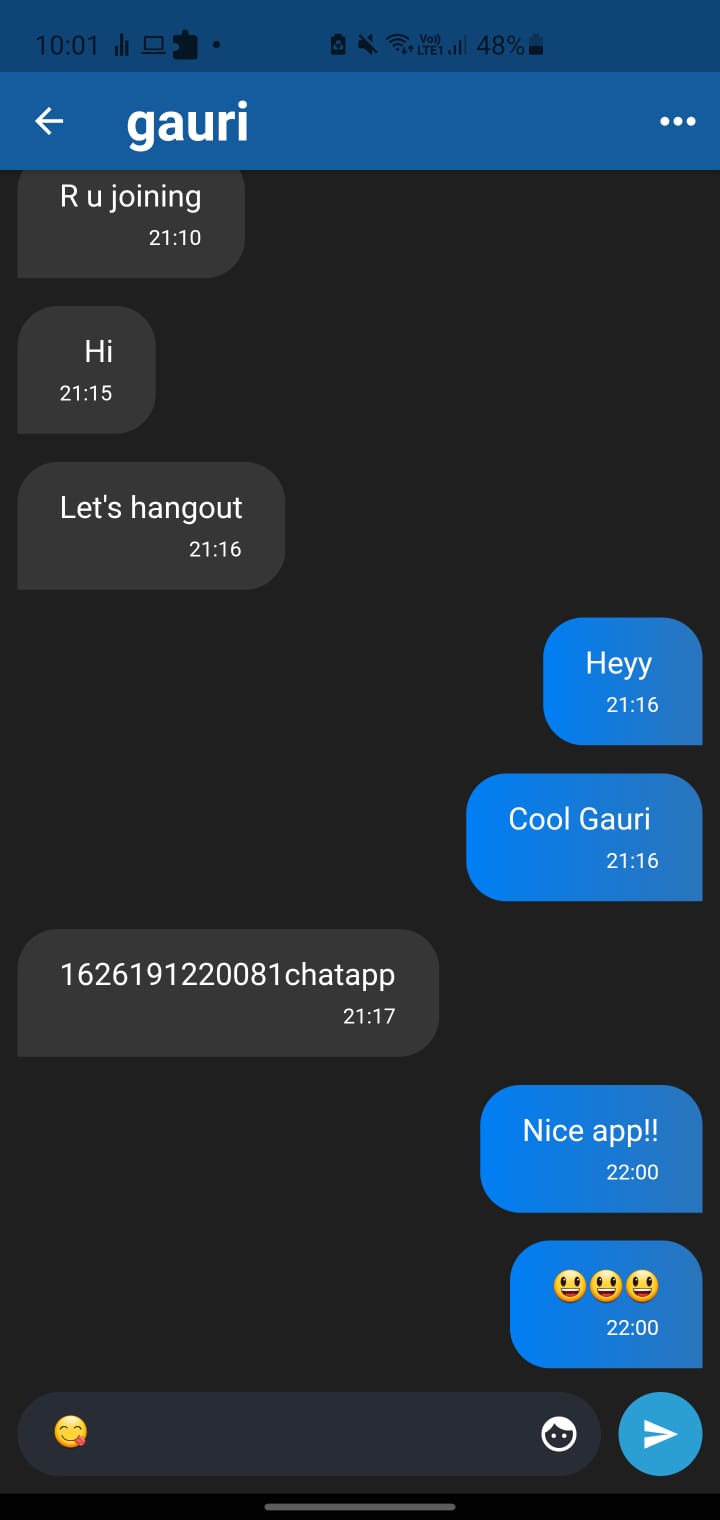 10:01 Vo)) LTE1 48%
gauri
R u joining
21:10
Hi
21:15
Let's hangout
21:16
Heyy
21:16
Cool Gauri
21:16
1626191220081chatapp
21:17
Nice app!!
22:00
😃😃😃
22:00
😋